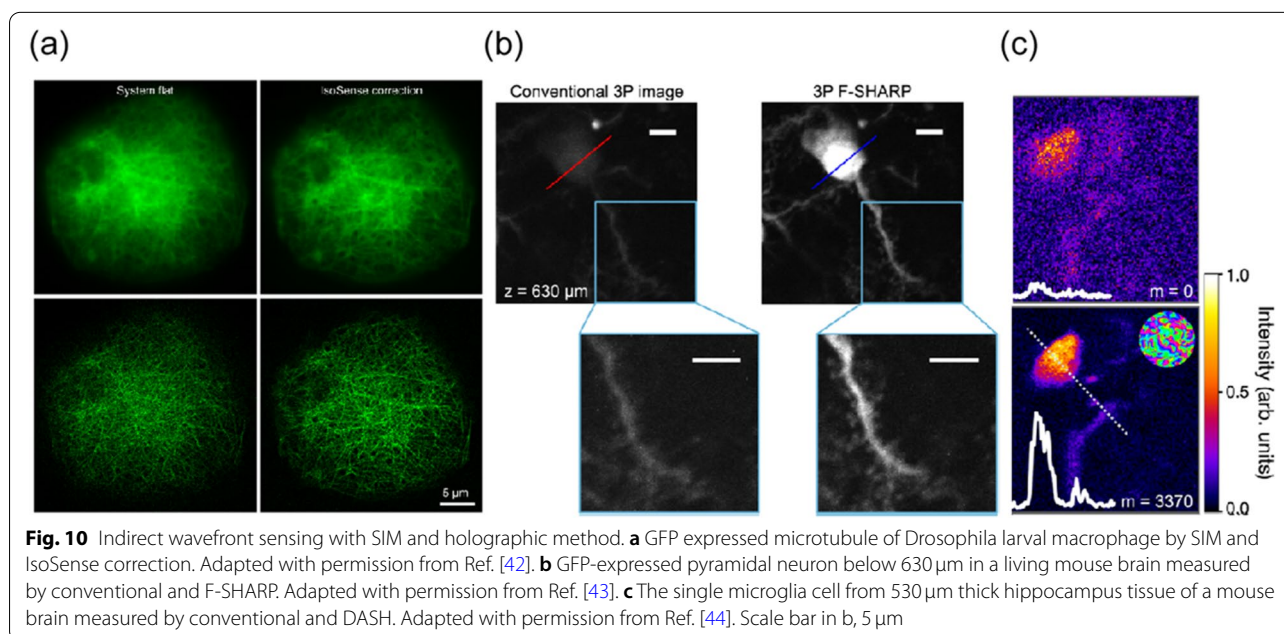 (a)
(b)
(c)
System flat
IsoSense correction
5 μm
Conventional 3P image
3P F-SHARP
z = 630 μm
m = 0
m = 3370
1.0
0.5
0.0
Intensity (arb. units)
Fig. 10 Indirect wavefront sensing with SIM and holographic method. a GFP expressed microtubule of Drosophila larval macrophage by SIM and
IsoSense correction. Adapted with permission from Ref. [42]. b GFP-expressed pyramidal neuron below 630 μm in a living mouse brain measured
by conventional and F-SHARP. Adapted with permission from Ref. [43]. c The single microglia cell from 530 μm thick hippocampus tissue of a mouse
brain measured by conventional and DASH. Adapted with permission from Ref. [44]. Scale bar in b, 5 μm